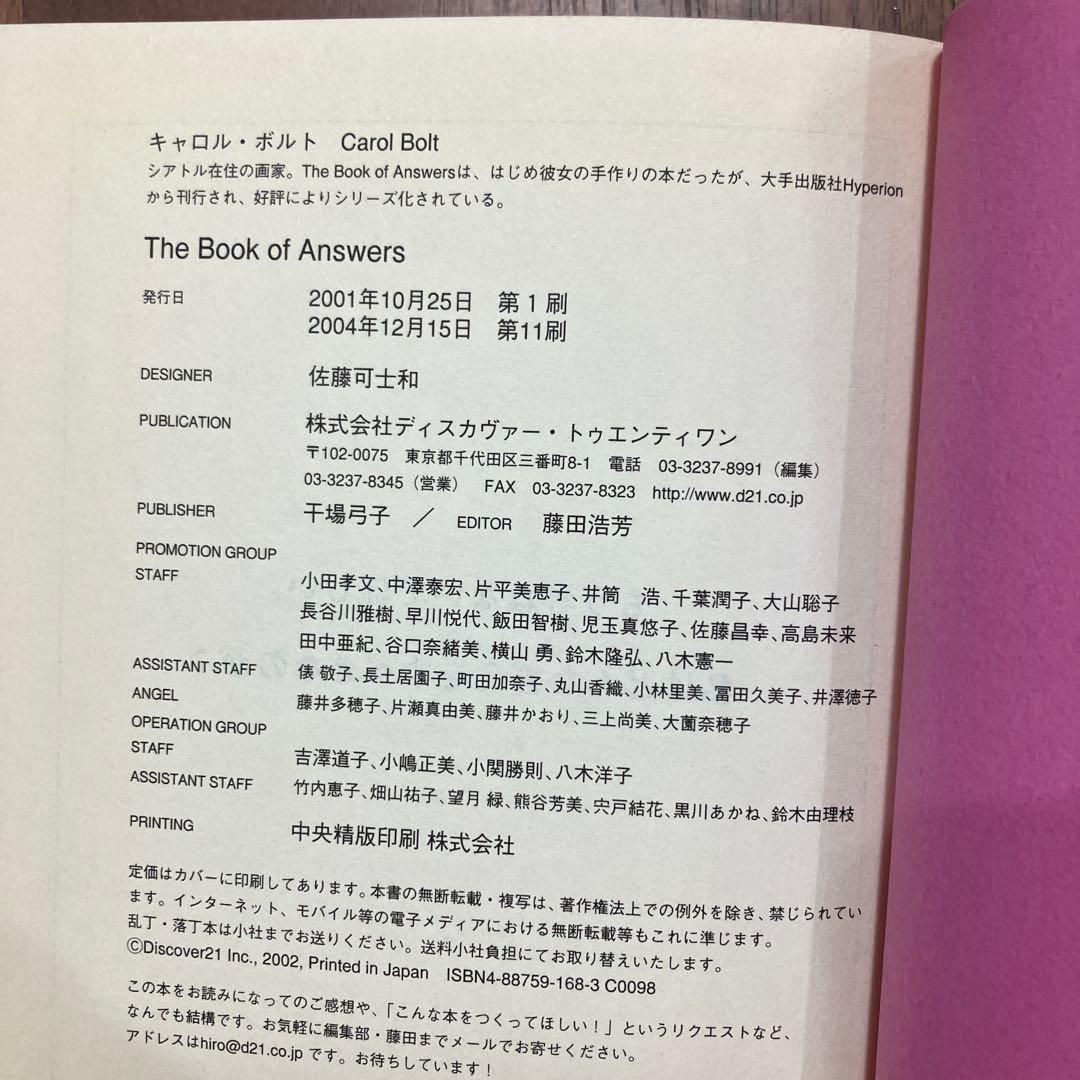 キャロル・ボルト　Carol Bolt
シアトル在住の画家。The Book of Answersは、はじめ彼女の手作りの本だったが、大手出版社Hyperion
から刊行され、好評によりシリーズ化されている。
The Book of Answers
発行日　2001年10月25日　第1刷
2004年12月15日　第11刷
DESIGNER　佐藤可士和
PUBLICATION　株式会社ディスカヴァー・トゥエンティワン
〒102-0075　東京都千代田区三番町8-1　電話　03-3237-8991（編集）
03-3237-8345（営業）　FAX　03-3237-8323　http://www.d21.co.jp
PUBLISHER　干場弓子　／　EDITOR　藤田浩芳
PROMOTION GROUP
STAFF　小田孝文、中澤泰宏、片平美恵子、井筒　浩、千葉潤子、大山聡子
長谷川雅樹、早川悦代、飯田智樹、児玉真悠子、佐藤昌幸、高島未来
田中亜紀、谷口奈緒美、横山 勇、鈴木隆弘、八木憲一
ASSISTANT STAFF　俵 敬子、長土居園子、町田加奈子、丸山香織、小林里美、冨田久美子、井澤徳子
ANGEL　藤井多穂子、片瀬真由美、藤井かおり、三上尚美、大薗奈穂子
OPERATION GROUP
STAFF　吉澤道子、小嶋正美、小関勝則、八木洋子
ASSISTANT STAFF　竹内恵子、畑山祐子、望月 緑、熊谷芳美、宍戸結花、黒川あかね、鈴木由理枝
PRINTING　中央精版印刷 株式会社
定価はカバーに印刷してあります。本書の無断転載・複写は、著作権法上での例外を除き、禁じられてい
ます。インターネット、モバイル等の電子メディアにおける無断転載等もこれに準じます。
乱丁・落丁本は小社までお送りください。送料小社負担にてお取り替えいたします。
©Discover21 Inc., 2002, Printed in Japan　ISBN4-88759-168-3 C0098
この本をお読みになってのご感想や、「こんな本をつくってほしい！」というリクエストなど、
なんでも結構です。お気軽に編集部・藤田までメールでお寄せください。
アドレスはhiro@d21.co.jp です。お待ちしています！